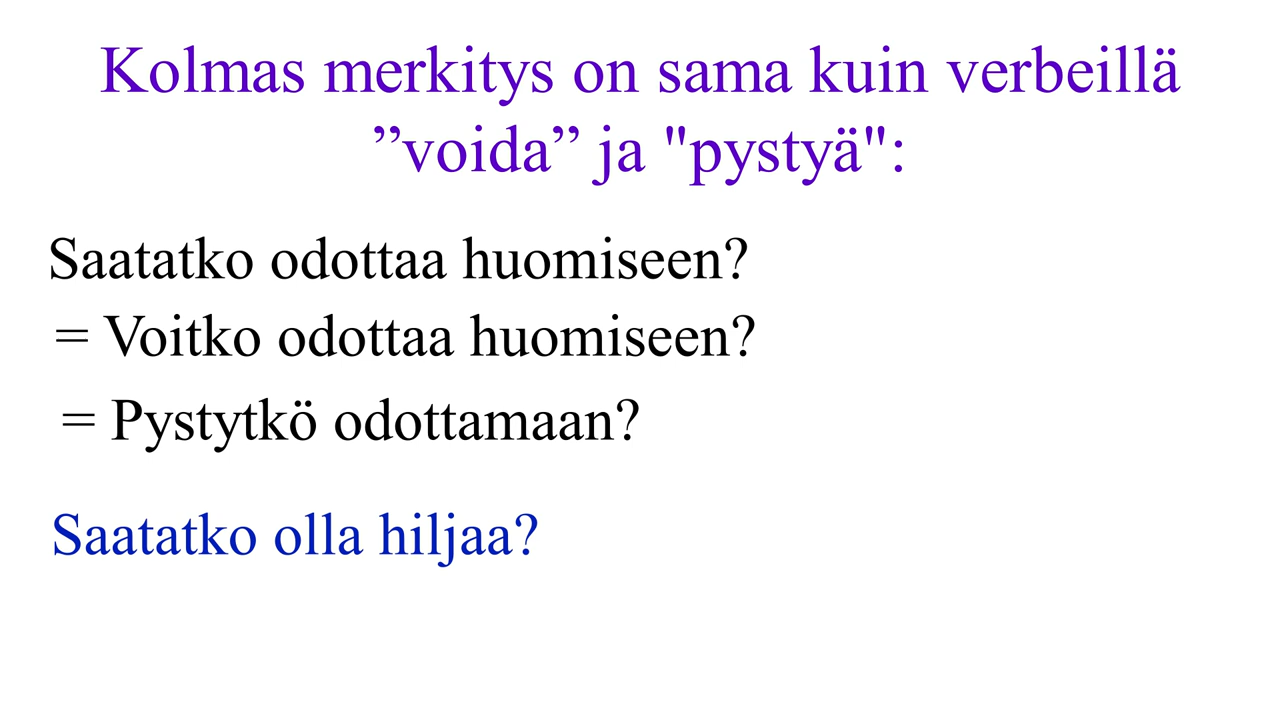 Kolmas merkitys on sama kuin verbeillä
”voida” ja "pystyä":
Saatatko odottaa huomiseen?
= Voitko odottaa huomiseen?
= Pystytkö odottamaan?
Saatatko olla hiljaa?